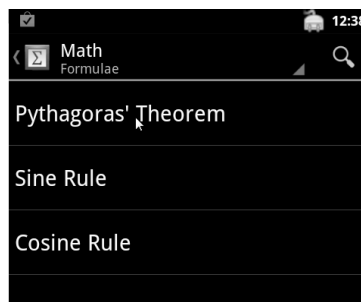 12:38
Math
Formulae
Pythagoras' Theorem
Sine Rule
Cosine Rule